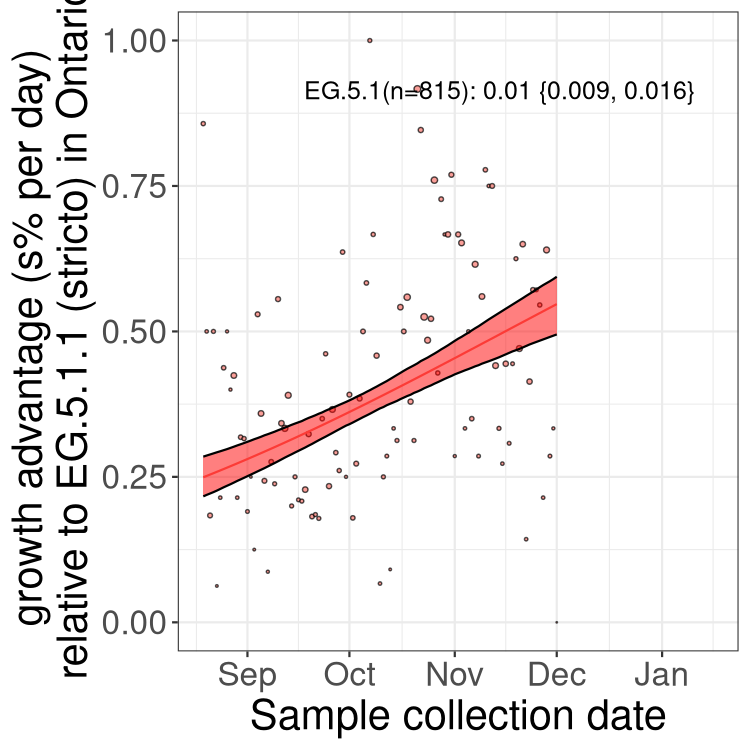 growth advantage (s% per day)
relative to EG.5.1.1 (stricto) in Ontario
1.00
0.75
0.50
0.25
0.00
EG.5.1(n=815): 0.01 {0.009, 0.016}
Sep Oct Nov Dec Jan
Sample collection date